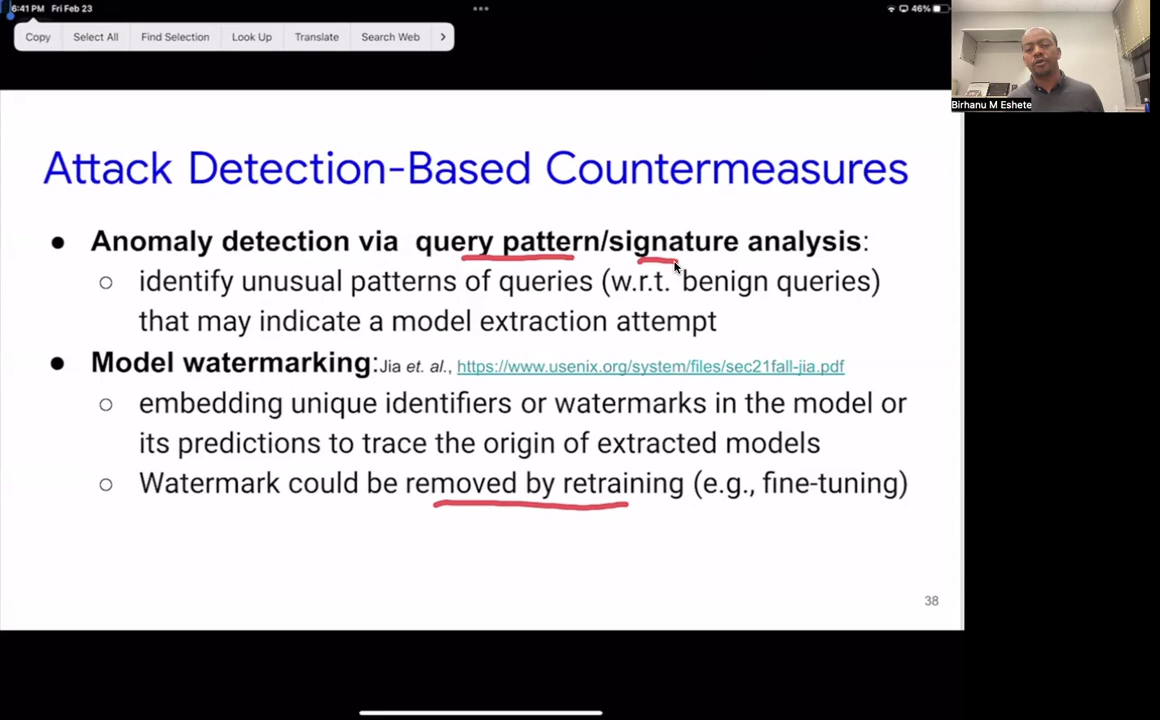 6:41 PM Fri Feb 23
46%
Copy Select All Find Selection Look Up Translate Search Web
Birhanu M Eshete
Attack Detection-Based Countermeasures
● Anomaly detection via query pattern/signature analysis:
○ identify unusual patterns of queries (w.r.t. benign queries)
that may indicate a model extraction attempt
● Model watermarking:Jia et. al., https://www.usenix.org/system/files/sec21fall-jia.pdf
○ embedding unique identifiers or watermarks in the model or
its predictions to trace the origin of extracted models
○ Watermark could be removed by retraining (e.g., fine-tuning)
38